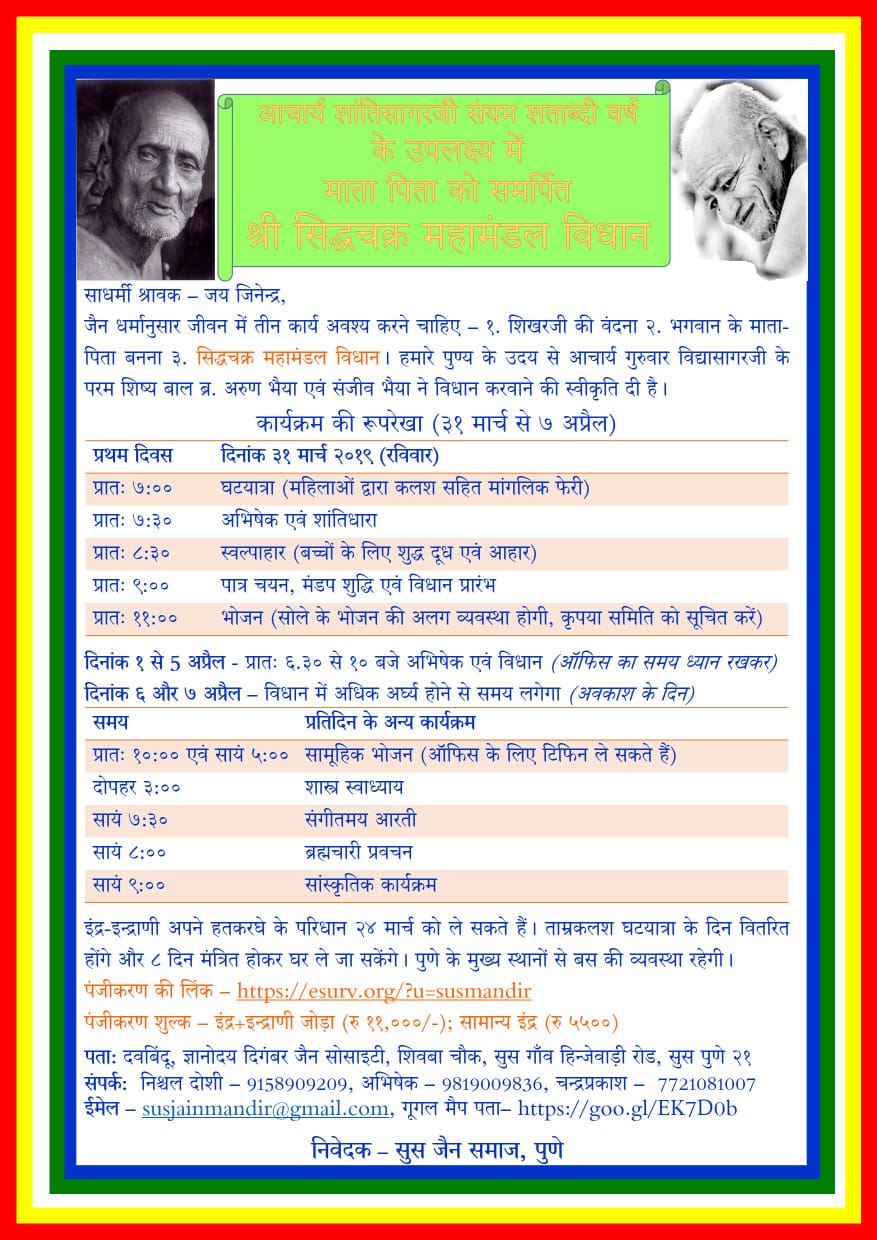 आचार्य शांतिसागरजी संयम शताब्दी वर्ष
के उपलक्ष्य में
माता पिता को समर्पित
श्री सिद्धचक्र महामंडल विधान
साधर्मी श्रावक – जय जिनेन्द्र,
जैन धर्मानुसार जीवन में तीन कार्य अवश्य करने चाहिए – १. शिखरजी की वंदना २. भगवान के माता-
पिता बनना ३. सिद्धचक्र महामंडल विधान। हमारे पुण्य के उदय से आचार्य गुरुवार विद्यासागरजी के
परम शिष्य बाल ब्र. अरुण भैया एवं संजीव भैया ने विधान करवाने की स्वीकृति दी है।
कार्यक्रम की रूपरेखा (३१ मार्च से ७ अप्रैल)
प्रथम दिवस दिनांक ३१ मार्च २०१९ (रविवार)
प्रातः ७:०० घटयात्रा (महिलाओं द्वारा कलश सहित मांगलिक फेरी)
प्रातः ७:३० अभिषेक एवं शांतिधारा
प्रातः ८:३० स्वल्पाहार (बच्चों के लिए शुद्ध दूध एवं आहार)
प्रातः ९:०० पात्र चयन, मंडप शुद्धि एवं विधान प्रारंभ
प्रातः ११:०० भोजन (सोले के भोजन की अलग व्यवस्था होगी, कृपया समिति को सूचित करें)
दिनांक १ से 5 अप्रैल - प्रातः ६.३० से १० बजे अभिषेक एवं विधान (ऑफिस का समय ध्यान रखकर)
दिनांक ६ और ७ अप्रैल – विधान में अधिक अर्घ्य होने से समय लगेगा (अवकाश के दिन)
समय प्रतिदिन के अन्य कार्यक्रम
प्रातः १०:०० एवं सायं ५:०० सामूहिक भोजन (ऑफिस के लिए टिफिन ले सकते हैं)
दोपहर ३:०० शास्त्र स्वाध्याय
सायं ७:३० संगीतमय आरती
सायं ८:०० ब्रह्मचारी प्रवचन
सायं ९:०० सांस्कृतिक कार्यक्रम
इंद्र-इन्द्राणी अपने हतकरघे के परिधान २४ मार्च को ले सकते हैं। ताम्रकलश घटयात्रा के दिन वितरित
होंगे और ८ दिन मंत्रित होकर घर ले जा सकेंगे। पुणे के मुख्य स्थानों से बस की व्यवस्था रहेगी।
पंजीकरण की लिंक – https://esurv.org/?u=susmandir
पंजीकरण शुल्क – इंद्र+इन्द्राणी जोड़ा (रु ११,०००/-); सामान्य इंद्र (रु ५५००)
पता: दवबिंदू, ज्ञानोदय दिगंबर जैन सोसाइटी, शिवबा चौक, सुस गाँव हिन्जेवाड़ी रोड, सुस पुणे २१
संपर्क: निश्चल दोशी – 9158909209, अभिषेक – 9819009836, चन्द्रप्रकाश – 7721081007
ईमेल – susjainmandir@gmail.com, गूगल मैप पता– https://goo.gl/EK7D0b
निवेदक – सुस जैन समाज, पुणे